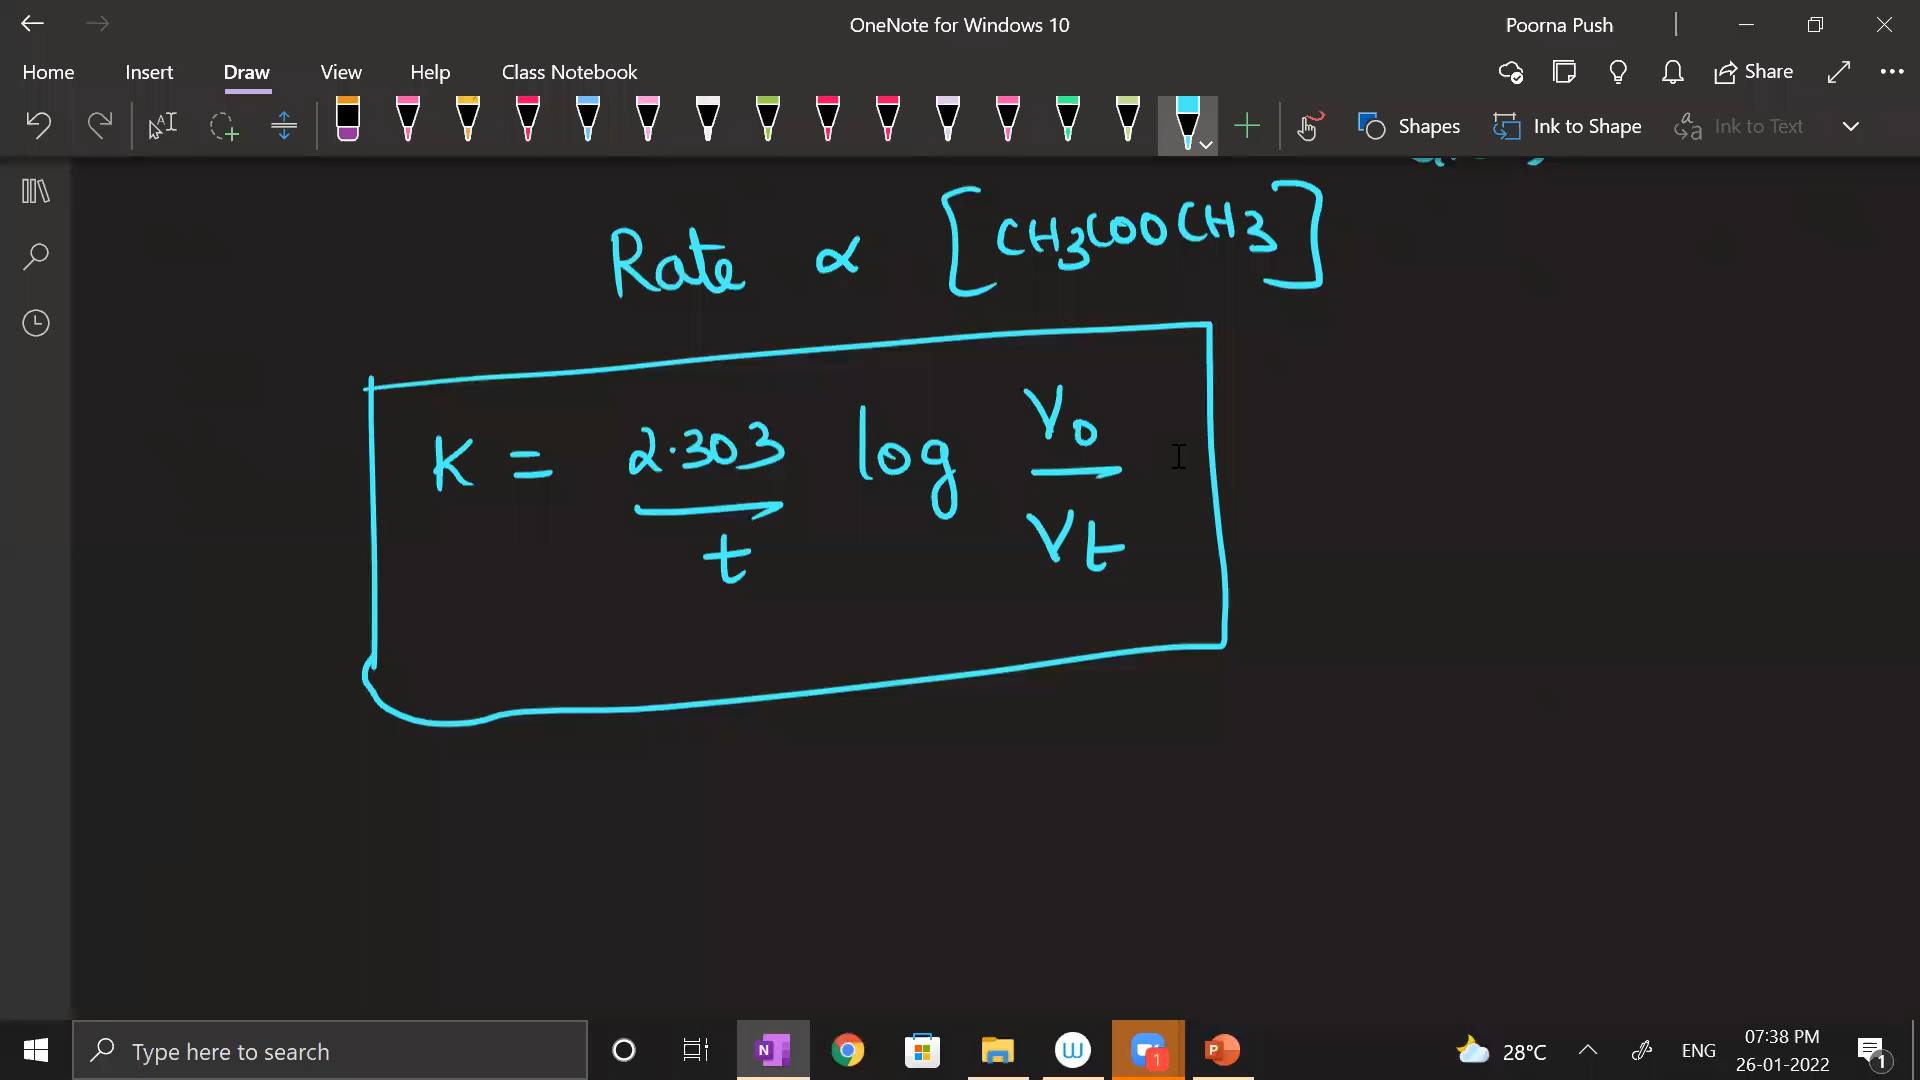 OneNote for Windows 10
Poorna Push
Home Insert Draw View Help Class Notebook
Share
Shapes Ink to Shape Ink to Text
Rate ∝ [CH3COOCH3]
K = 2.303/t log V0/Vt
Type here to search
28°C ENG
07:38 PM
26-01-2022